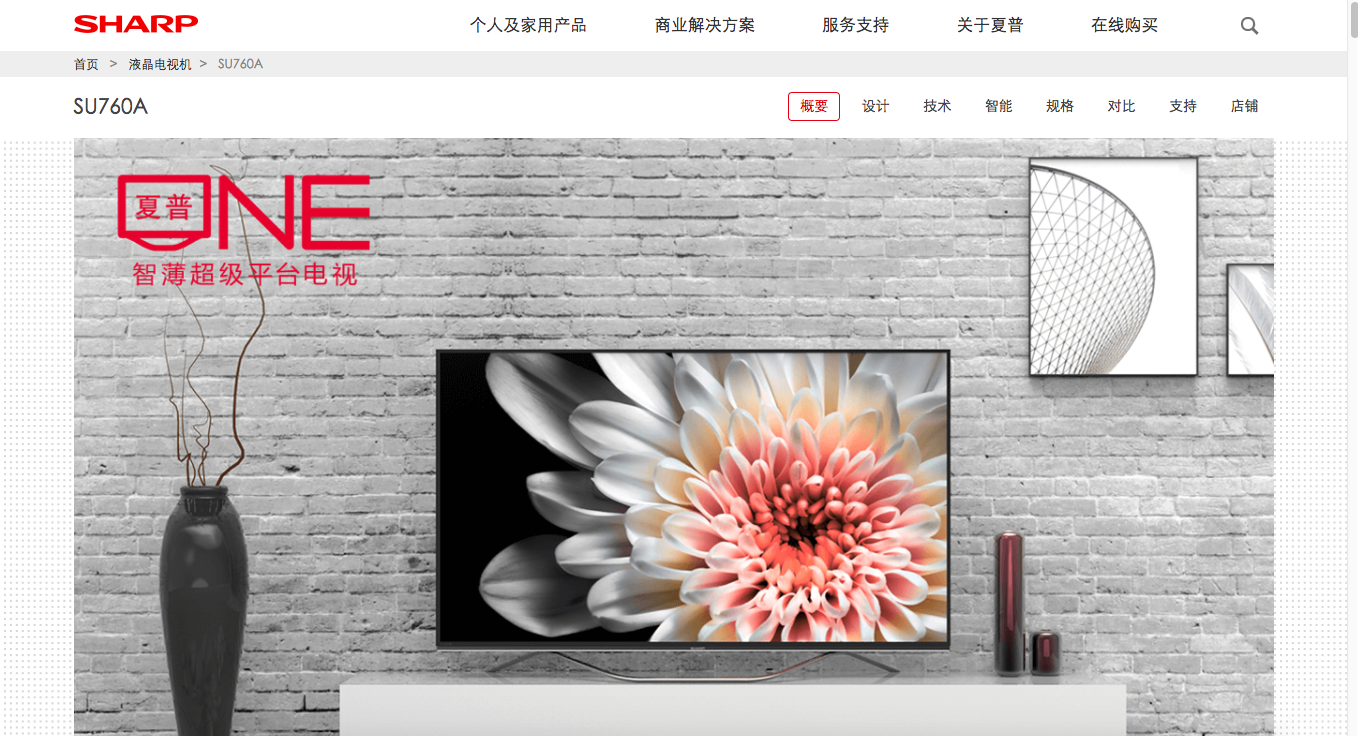 SHARP 个人及家用产品 商业解决方案 服务支持 关于夏普 在线购买
首页 > 液晶电视机 > SU760A
SU760A 概要 设计 技术 智能 规格 对比 支持 店铺
夏普 ONE
智薄超级平台电视